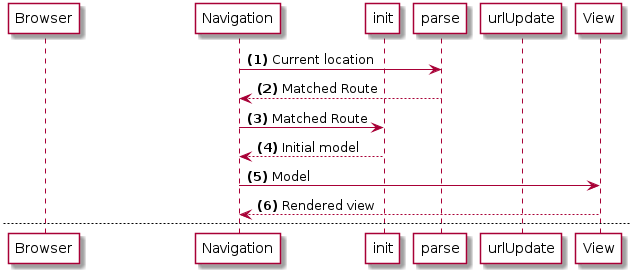 Browser Navigation init parse urlUpdate View
(1) Current location
(2) Matched Route
(3) Matched Route
(4) Initial model
(5) Model
(6) Rendered view
Browser Navigation init parse urlUpdate View